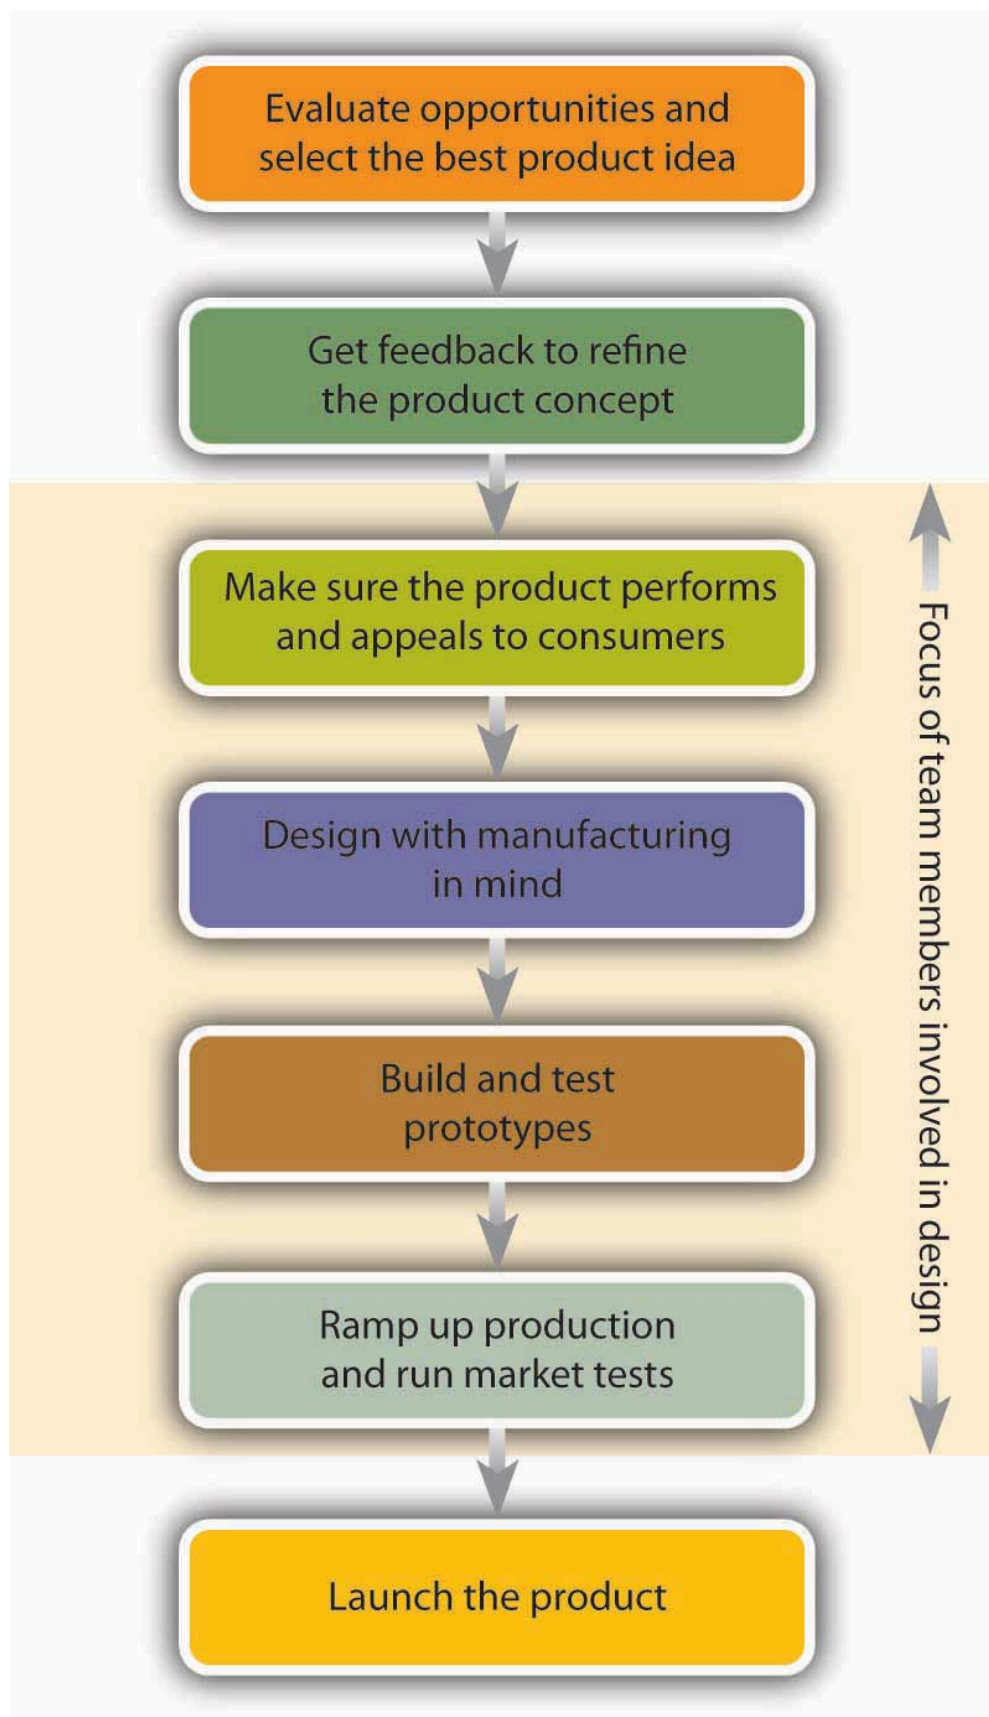 Evaluate opportunities and
select the best product idea
Get feedback to refine
the product concept
Make sure the product performs
and appeals to consumers
Design with manufacturing
in mind
Build and test
prototypes
Ramp up production
and run market tests
Launch the product
Focus of team members involved in design